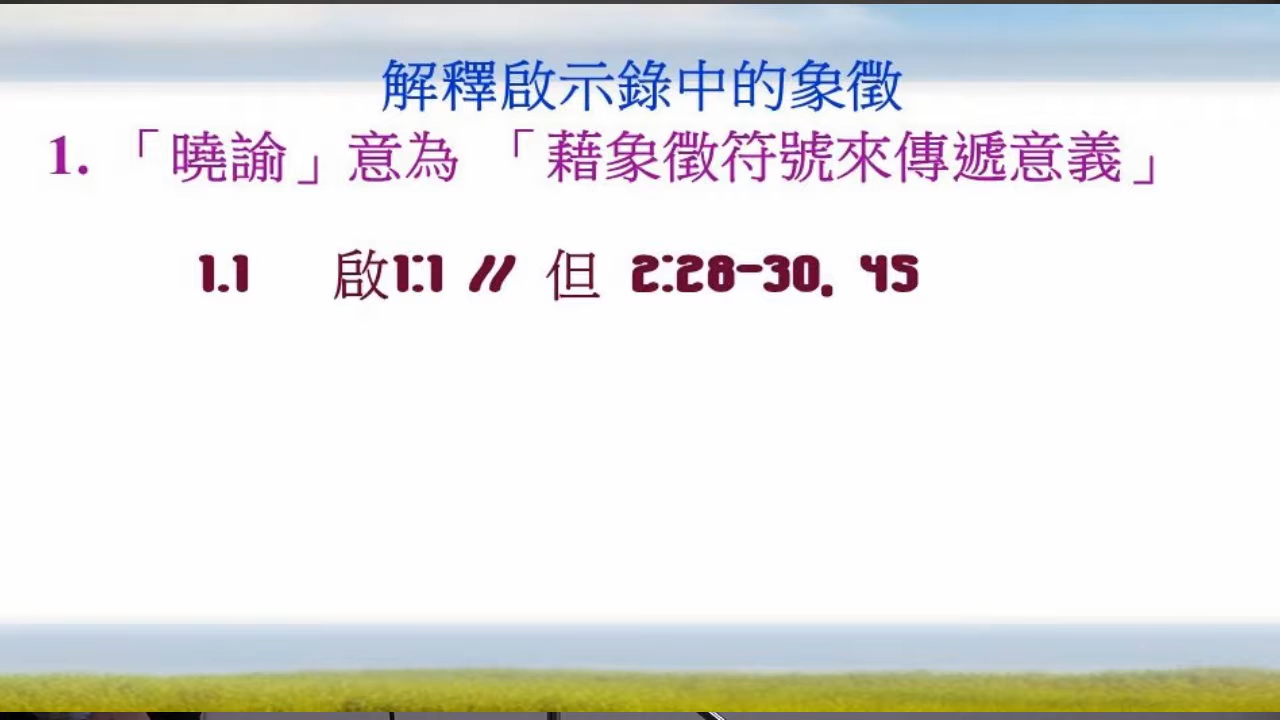 解釋啟示錄中的象徵
1. 「曉諭」意為 「藉象徵符號來傳遞意義」
1.1 啟1:1 // 但 2:28-30, 45